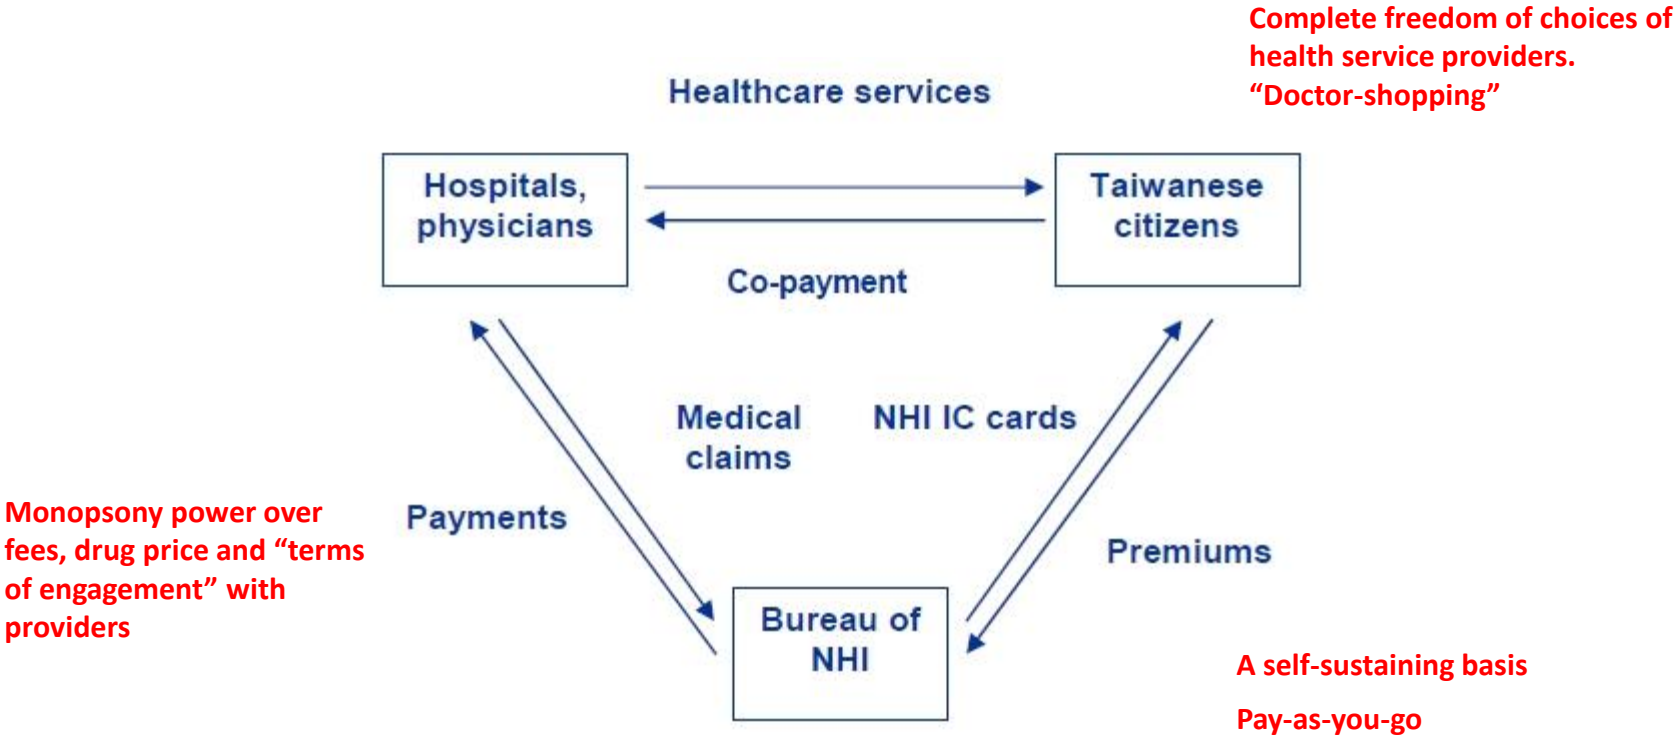 Complete freedom of choices of
health service providers.
“Doctor-shopping”
Healthcare services
Hospitals,
physicians
Taiwanese
citizens
Co-payment
Medical
claims
NHI IC cards
Monopsony power over
fees, drug price and “terms
of engagement” with
providers
Payments
Premiums
Bureau of
NHI
A self-sustaining basis
Pay-as-you-go